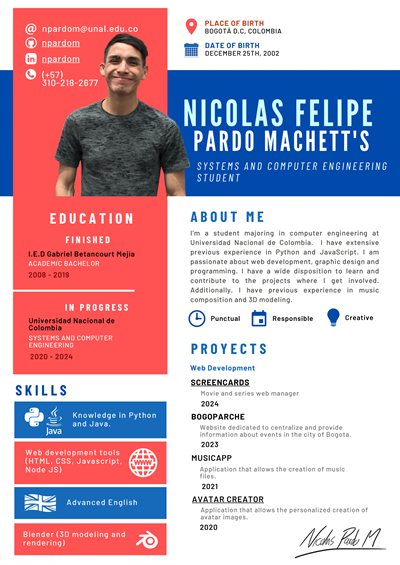 npardom@unal.edu.co
npardom
npardom
(+57)
310-218-2677
PLACE OF BIRTH
BOGOTÁ D.C, COLOMBIA
DATE OF BIRTH
DECEMBER 25TH, 2002
NICOLAS FELIPE
PARDO MACHETT'S
SYSTEMS AND COMPUTER ENGINEERING
STUDENT
EDUCATION
FINISHED
I.E.D Gabriel Betancourt Mejía
ACADEMIC BACHELOR
2008 - 2019
IN PROGRESS
Universidad Nacional de
Colombia
SYSTEMS AND COMPUTER
ENGINEERING
2020 - 2024
SKILLS
Java
Knowledge in Python
and Java.
Web development tools
(HTML, CSS, Javascript,
Node JS)
Advanced English
Blender (3D modeling and
rendering)
ABOUT ME
I'm a student majoring in computer engineering at
Universidad Nacional de Colombia. I have extensive
previous experience in Python and JavaScript. I am
passionate about web development, graphic design and
programming. I have a wide disposition to learn and
contribute to the projects where I get involved.
Additionally, I have previous experience in music
composition and 3D modeling.
Punctual
Responsible
Creative
PROYECTS
Web Development
SCREENCARDS
Movie and series web manager
2024
BOGOPARCHE
Website dedicated to centralize and provide
information about events in the city of Bogota.
2023
MUSICAPP
Application that allows the creation of music
files.
2021
AVATAR CREATOR
Application that allows the personalized creation of
avatar images.
2020
Nicolás Pardo M